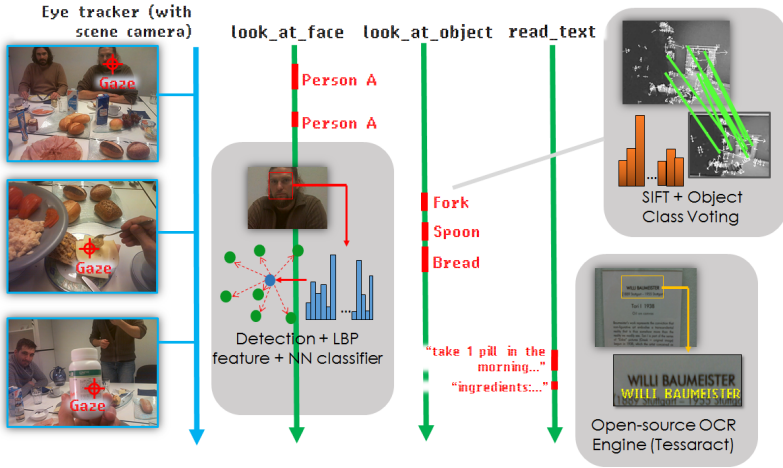 Eye tracker (with
scene camera)
look_at_face
look_at_object
read_text
Gaze
Person A
Person A
Detection + LBP
feature + NN classifier
...
Gaze
Fork
Spoon
Bread
...
SIFT + Object
Class Voting
Gaze
“take 1 pill in the
morning...”
“ingredients:...”
WILLI BAUMEISTER
WILLI BAUMEISTER
WILLI BAUMEISTER
Open-source OCR
Engine (Tessaract)